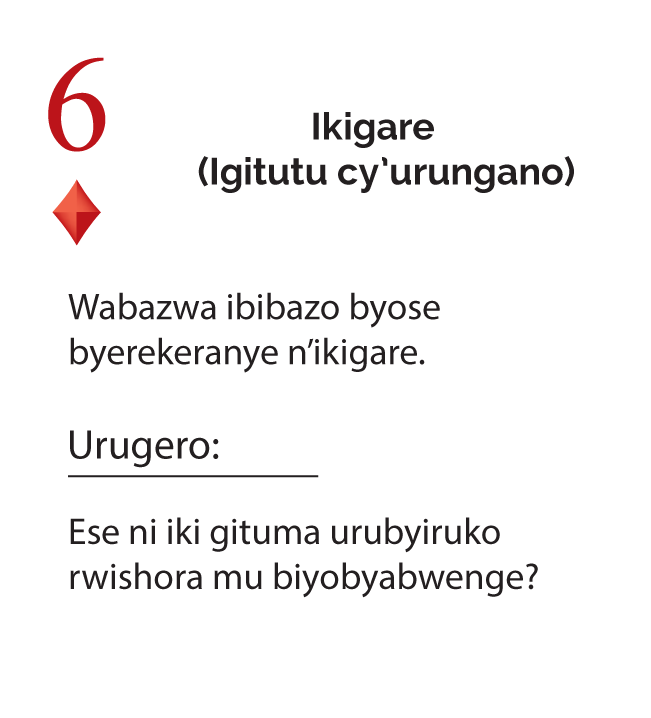 6
Ikigare
(Igitutu cy’urungano)
Wabazwa ibibazo byose
byerekeranye n’ikigare.
Urugero:
Ese ni iki gituma urubyiruko
rwishora mu biyobyabwenge?